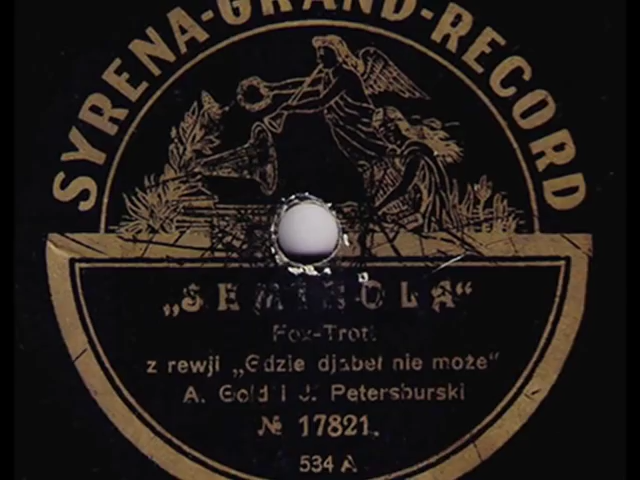 SYRENA-GRAND-RECORD
„SEMINOLA“
Fox-Trott
z rewji „Gdzie djabeł nie może“
A. Gold i J. Petersburski
№ 17821.
534 A